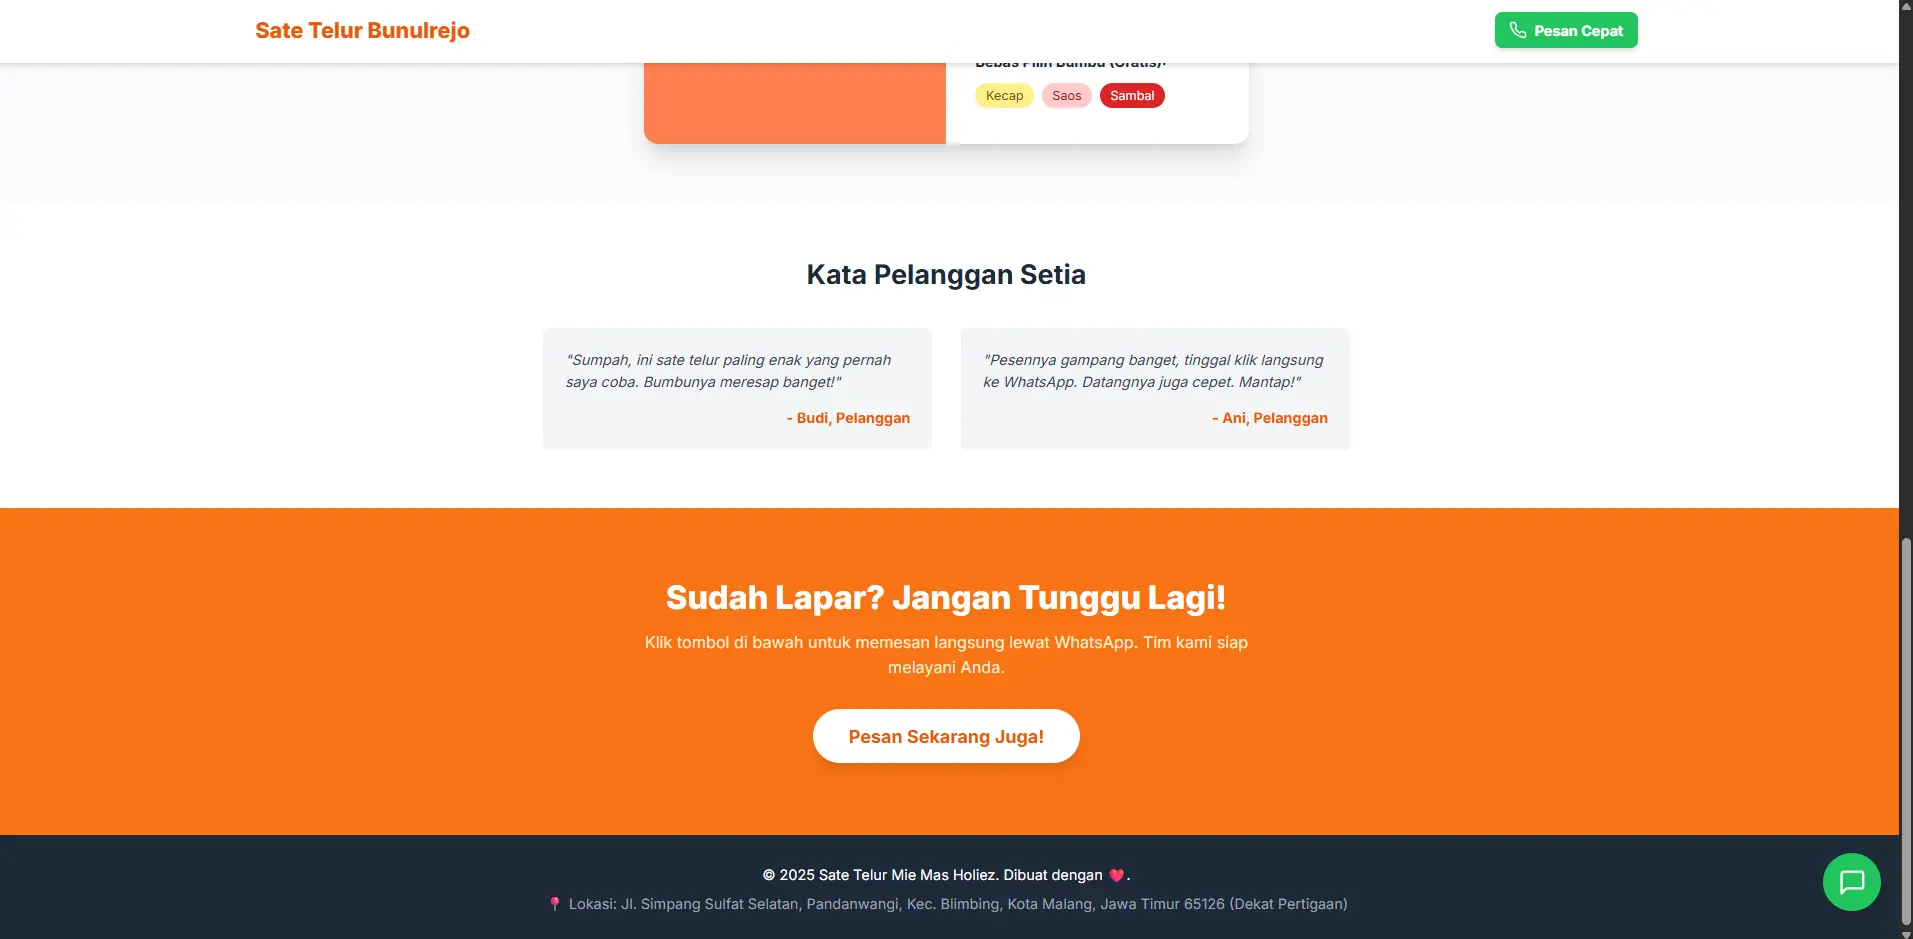 Sate Telur Bunulrejo
Pesan Cepat
Bebas Pilih Bumbu (Gratis):
Kecap
Saos
Sambal
Kata Pelanggan Setia
"Sumpah, ini sate telur paling enak yang pernah
saya coba. Bumbunya meresap banget!"
- Budi, Pelanggan
"Pesennya gampang banget, tinggal klik langsung
ke WhatsApp. Datangnya juga cepet. Mantap!"
- Ani, Pelanggan
Sudah Lapar? Jangan Tunggu Lagi!
Klik tombol di bawah untuk memesan langsung lewat WhatsApp. Tim kami siap
melayani Anda.
Pesan Sekarang Juga!
© 2025 Sate Telur Mie Mas Holiez. Dibuat dengan 💗.
📍 Lokasi: Jl. Simpang Sulfat Selatan, Pandanwangi, Kec. Blimbing, Kota Malang, Jawa Timur 65126 (Dekat Pertigaan)